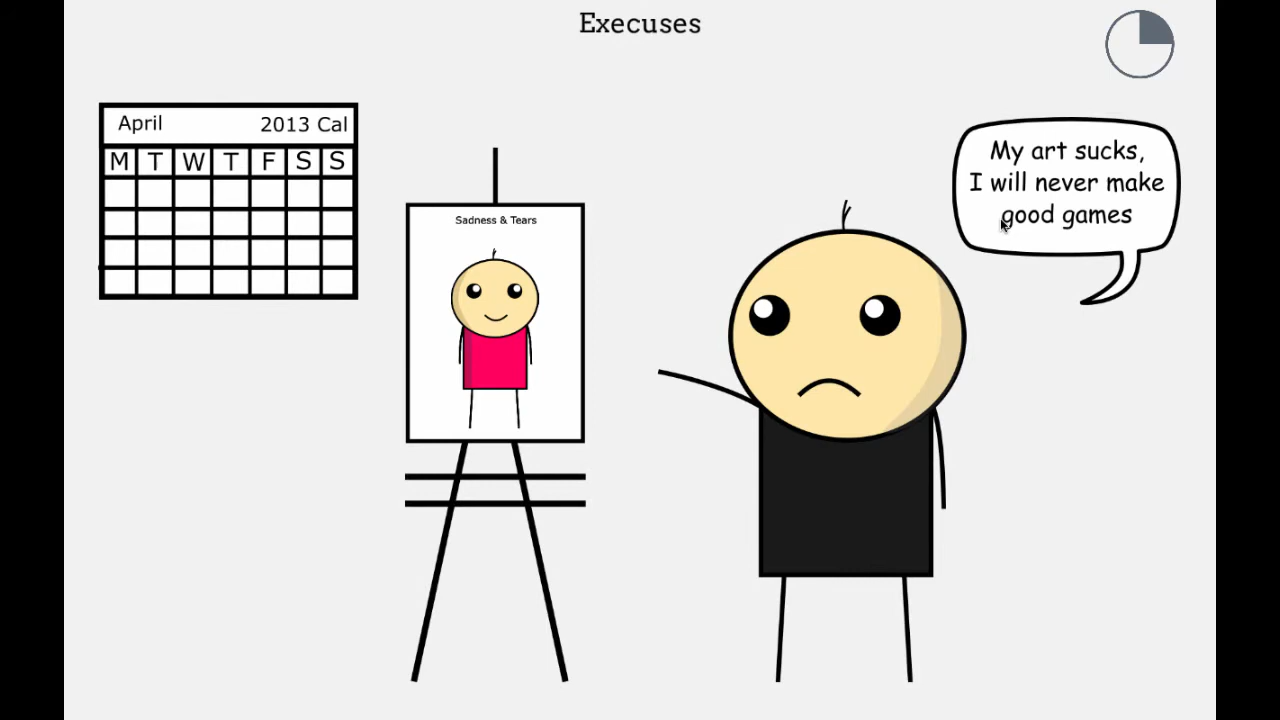 Execuses
April 2013 Cal
M T W T F S S
Sadness & Tears
My art sucks,
I will never make
good games